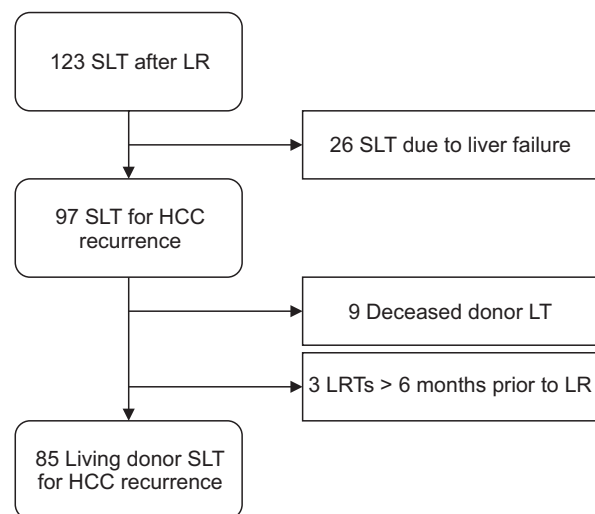 123 SLT after LR
26 SLT due to liver failure
97 SLT for HCC
recurrence
9 Deceased donor LT
3 LRTs > 6 months prior to LR
85 Living donor SLT
for HCC recurrence